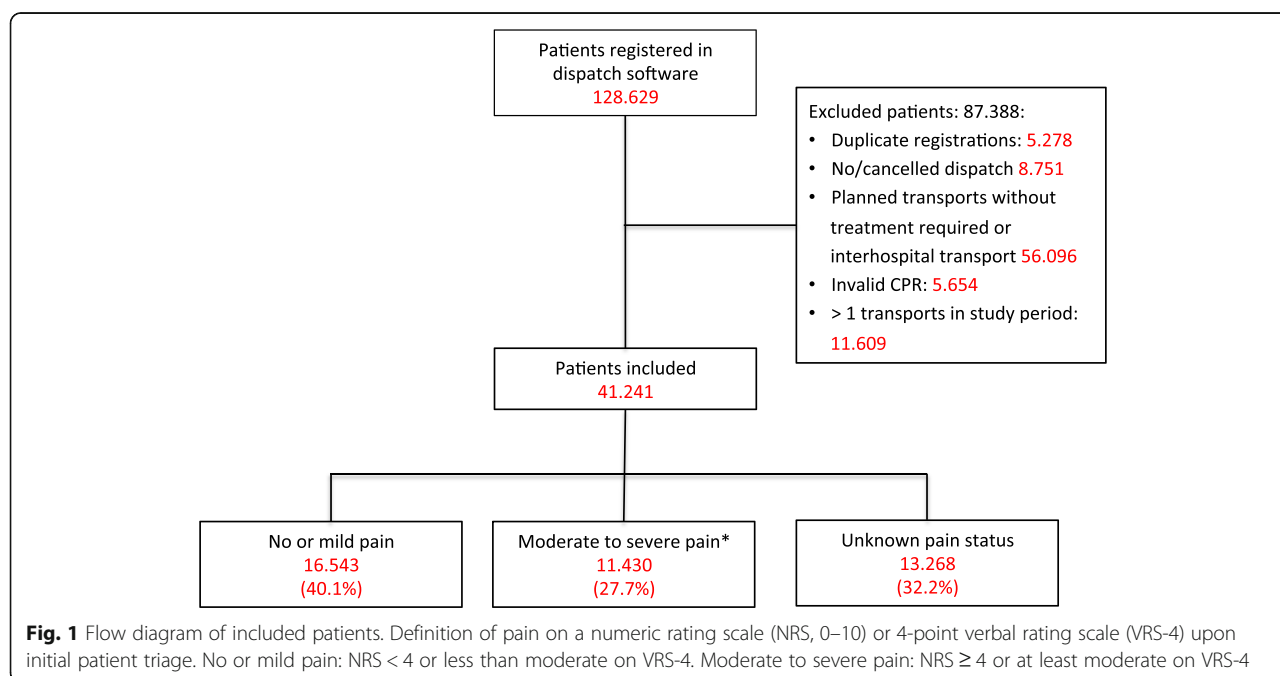 Patients registered in
dispatch software
128.629
Excluded patients: 87.388:
• Duplicate registrations: 5.278
• No/cancelled dispatch 8.751
• Planned transports without
treatment required or
interhospital transport 56.096
• Invalid CPR: 5.654
• > 1 transports in study period:
11.609
Patients included
41.241
No or mild pain
16.543
(40.1%)
Moderate to severe pain*
11.430
(27.7%)
Unknown pain status
13.268
(32.2%)
Fig. 1 Flow diagram of included patients. Definition of pain on a numeric rating scale (NRS, 0–10) or 4-point verbal rating scale (VRS-4) upon
initial patient triage. No or mild pain: NRS < 4 or less than moderate on VRS-4. Moderate to severe pain: NRS ≥ 4 or at least moderate on VRS-4